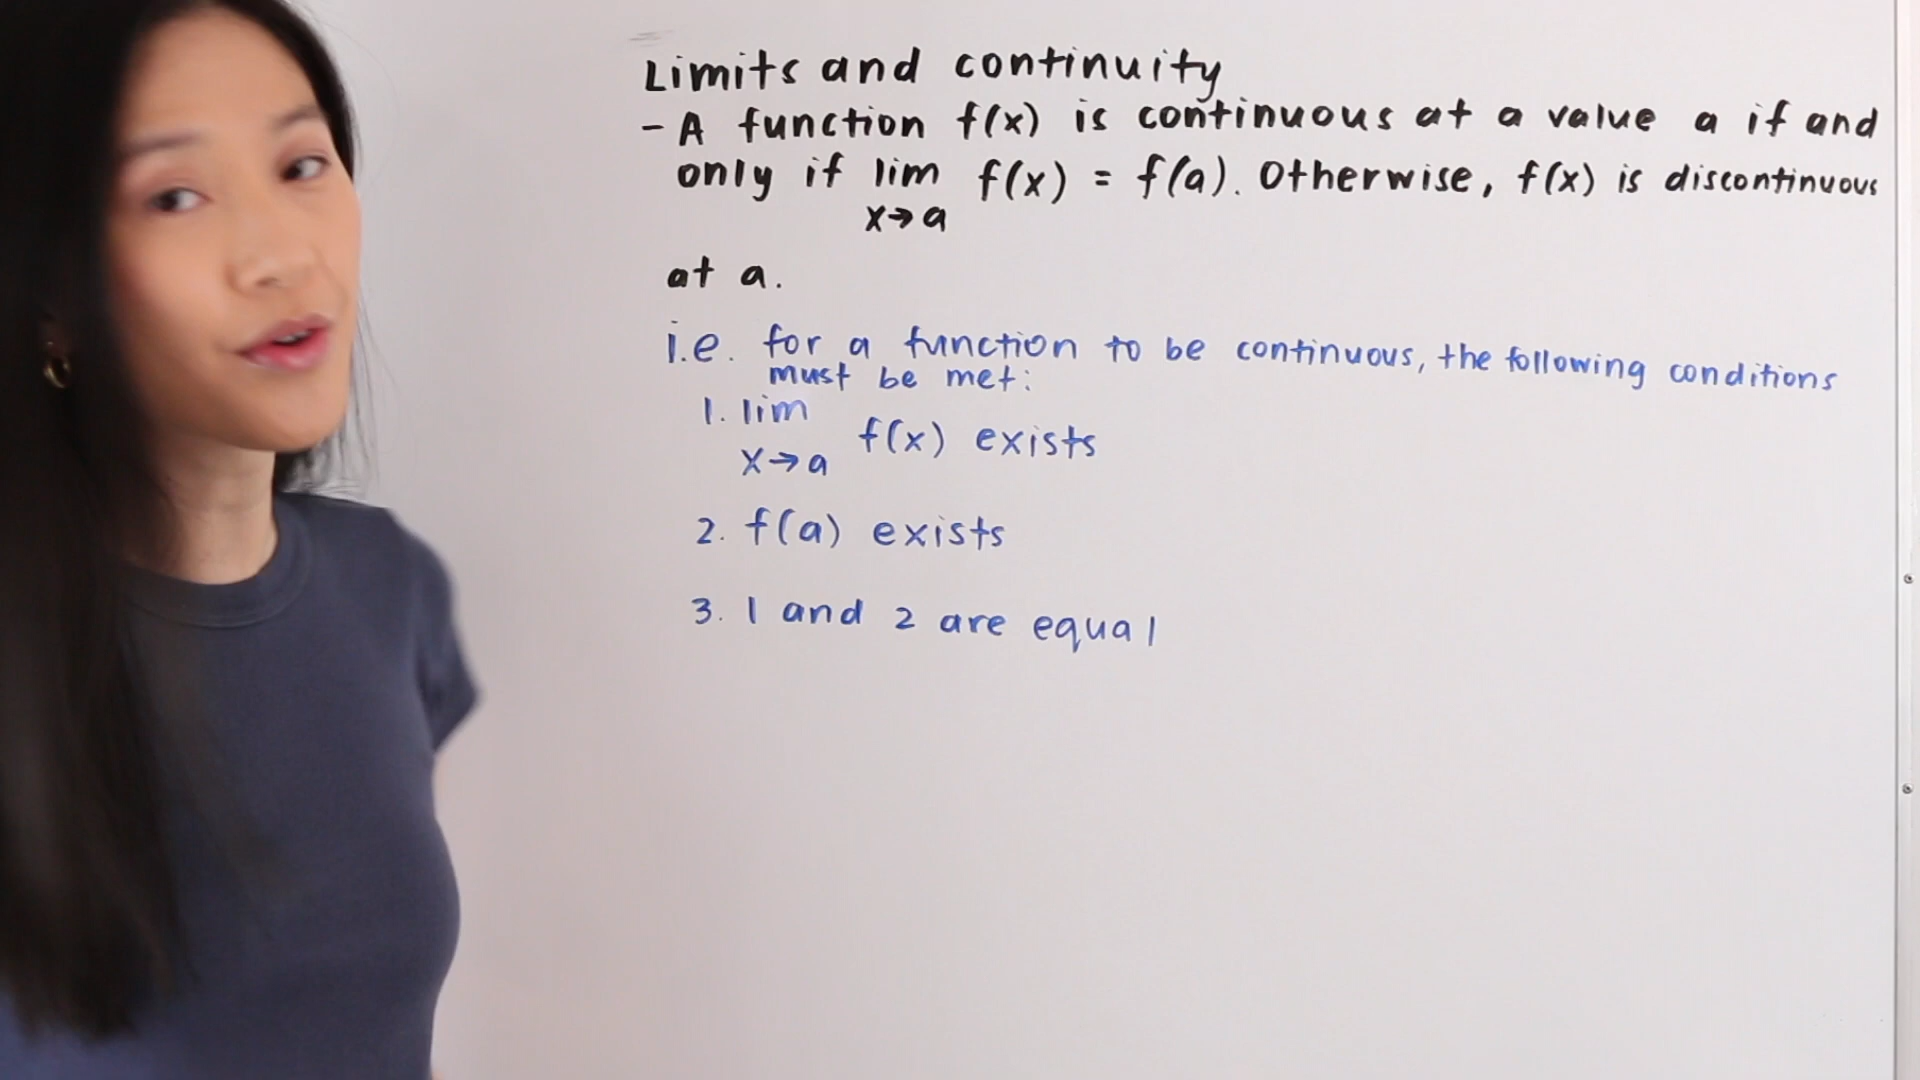 Limits and continuity
- A function f(x) is continuous at a value a if and
only if lim f(x) = f(a). Otherwise, f(x) is discontinuous
x→a
at a.
i.e. for a function to be continuous, the following conditions
must be met:
1. lim f(x) exists
x→a
2. f(a) exists
3. 1 and 2 are equal